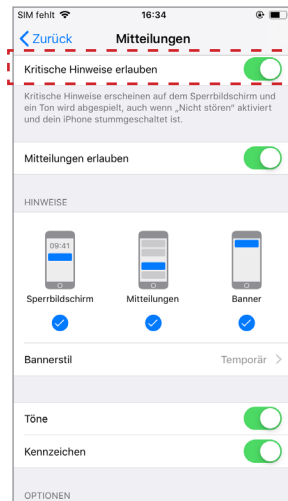 SIM fehlt 16:34
Zurück Mitteilungen
Kritische Hinweise erlauben
Kritische Hinweise erscheinen auf dem Sperrbildschirm und
ein Ton wird abgespielt, auch wenn „Nicht stören“ aktiviert
und dein iPhone stummgeschaltet ist.
Mitteilungen erlauben
HINWEISE
09:41
Sperrbildschirm Mitteilungen Banner
Bannerstil Temporär
Töne
Kennzeichen
OPTIONEN